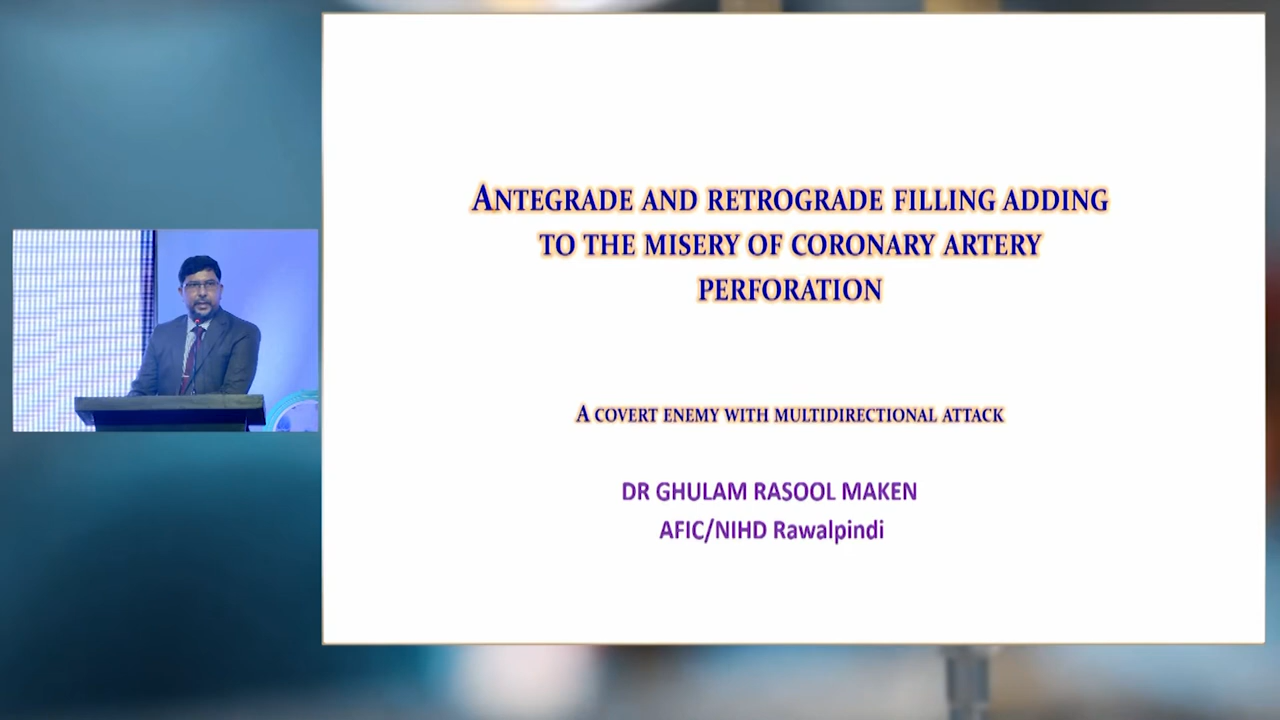 ANTEGRADE AND RETROGRADE FILLING ADDING
TO THE MISERY OF CORONARY ARTERY
PERFORATION
A COVERT ENEMY WITH MULTIDIRECTIONAL ATTACK
DR GHULAM RASOOL MAKEN
AFIC/NIHD Rawalpindi